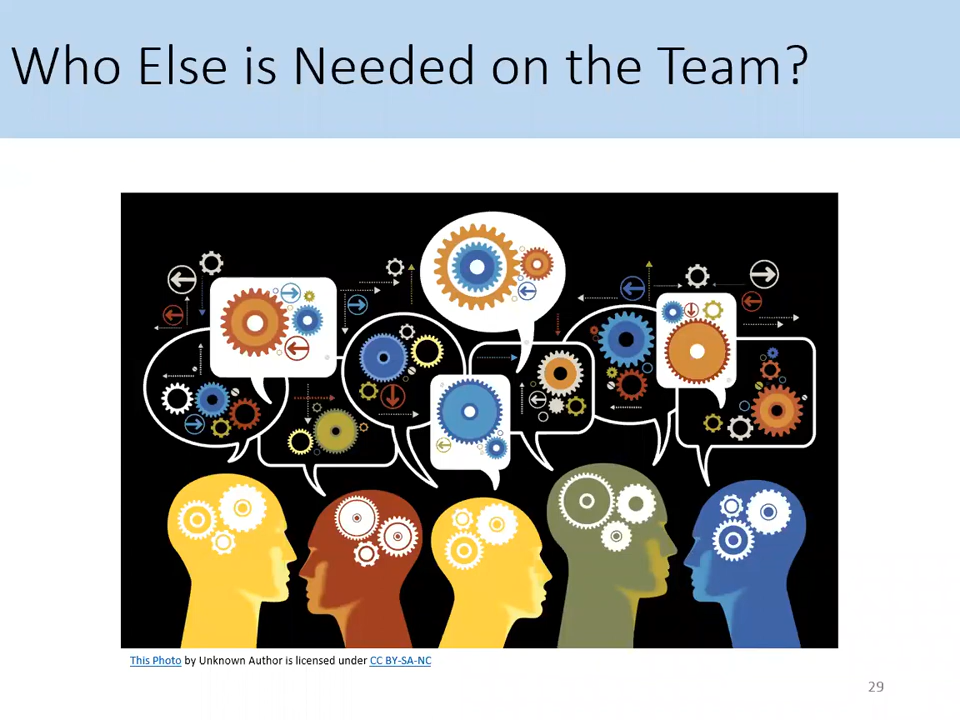 Who Else is Needed on the Team?
This Photo by Unknown Author is licensed under CC BY-SA-NC
29